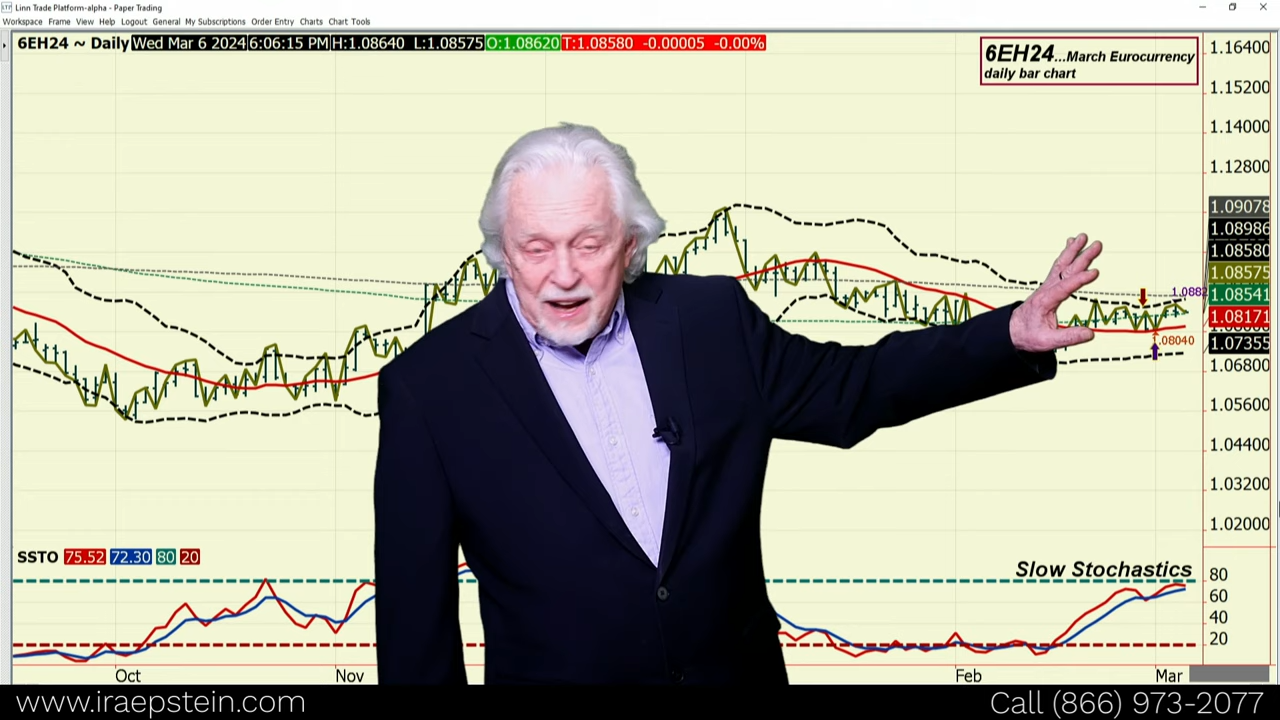 Linn Trade Platform-alpha - Paper Trading
Workspace Frame View Help Logout General My Subscriptions Order Entry Charts Chart Tools
6EH24 ~ Daily Wed Mar 6 2024 6:06:15 PM H:1.08640 L:1.08575 O:1.08620 T:1.08580 -0.00005 -0.00%
6EH24...March Eurocurrency
daily bar chart
1.16400
1.15200
1.14000
1.12800
1.09078
1.08986
1.08580
1.08575
1.0882
1.08541
1.08171
1.08040
1.07355
1.06800
1.05600
1.04400
1.03200
1.02000
SSTO 75.52 72.30 80 20
Slow Stochastics
80
60
40
20
Oct Nov Feb Mar
www.iraepstein.com Call (866) 973-2077